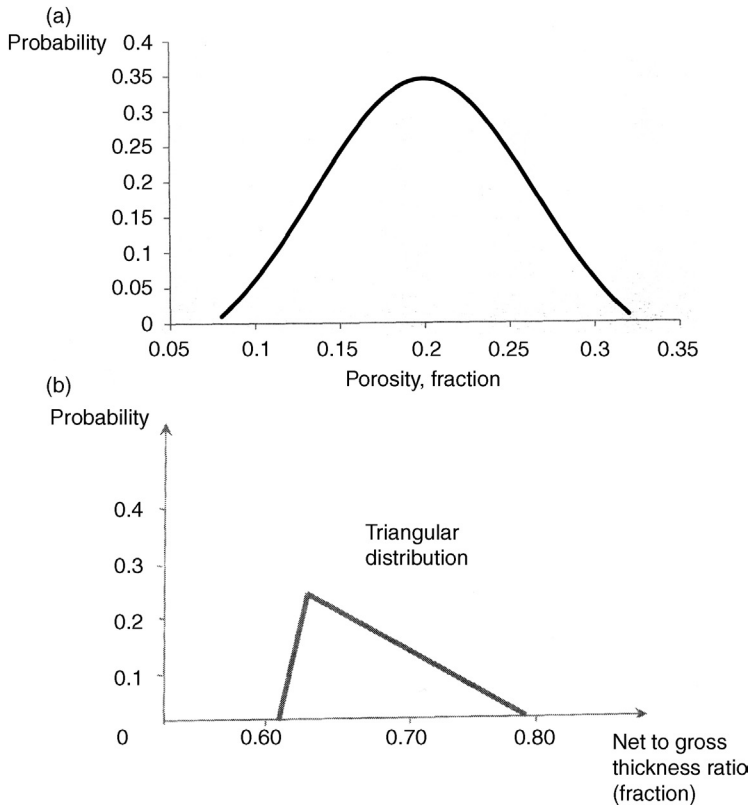 (a)
Probability
0.4
0.35
0.3
0.25
0.2
0.15
0.1
0.05
0
0.05 0.1 0.15 0.2 0.25 0.3 0.35
Porosity, fraction
(b)
Probability
0.4
0.3
0.2
0.1
Triangular
distribution
0 0.60 0.70 0.80
Net to gross
thickness ratio
(fraction)